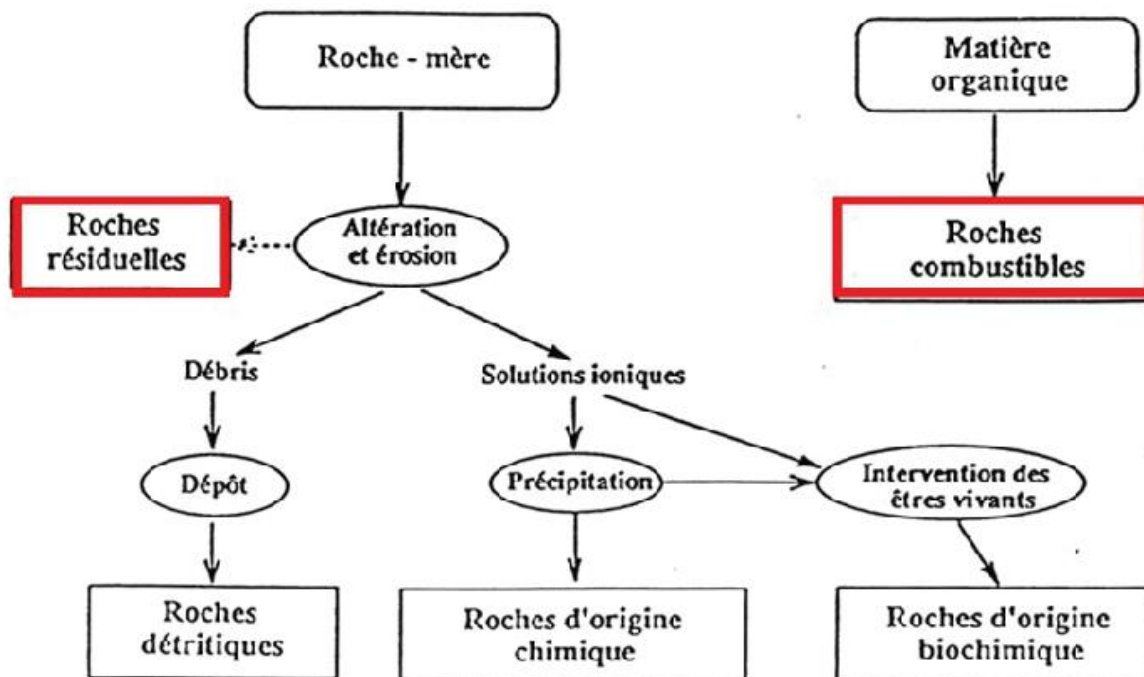 Roche - mère
Matière
organique
Roches
résiduelles
Altération
et érosion
Roches
combustibles
Débris
Solutions ioniques
Dépôt
Précipitation
Intervention des
êtres vivants
Roches
détritiques
Roches d'origine
chimique
Roches d'origine
biochimique